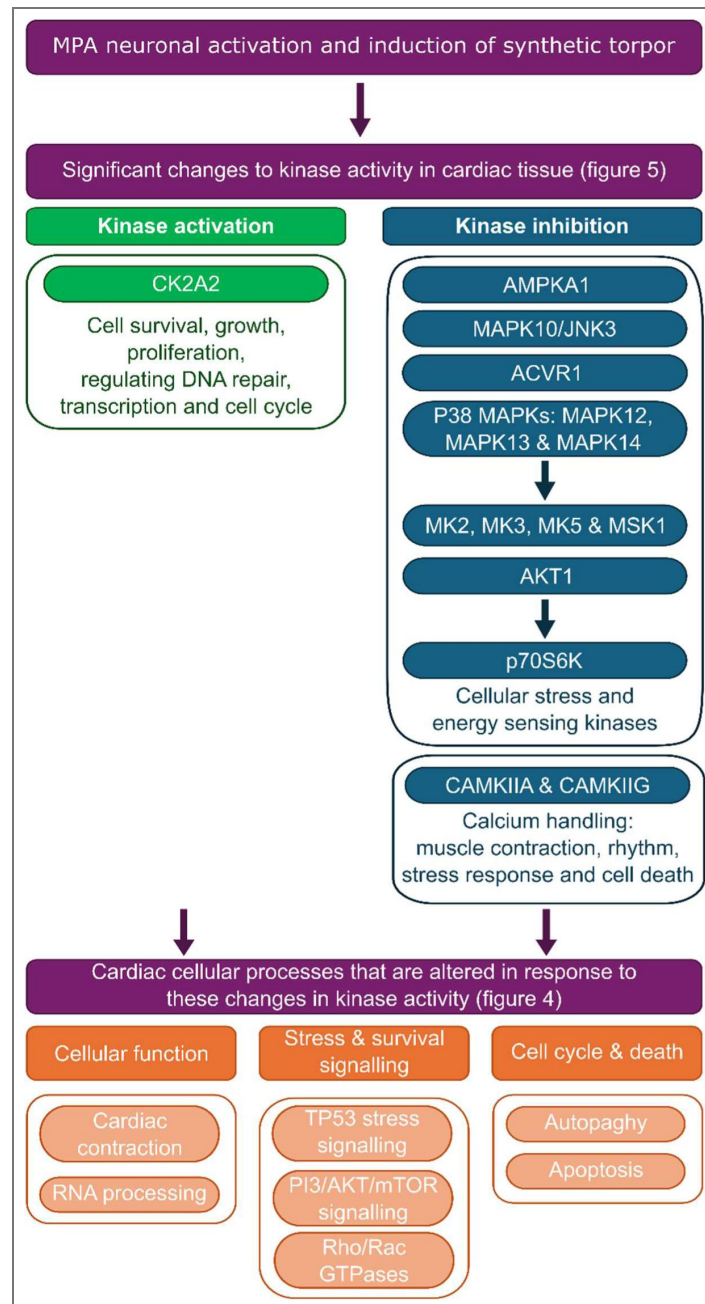 MPA neuronal activation and induction of synthetic torpor
Significant changes to kinase activity in cardiac tissue (figure 5)
Kinase activation
CK2A2
Cell survival, growth,
proliferation,
regulating DNA repair,
transcription and cell cycle
Kinase inhibition
AMPKA1
MAPK10/JNK3
ACVR1
P38 MAPKs: MAPK12,
MAPK13 & MAPK14
MK2, MK3, MK5 & MSK1
AKT1
p70S6K
Cellular stress and
energy sensing kinases
CAMKIIA & CAMKIIG
Calcium handling:
muscle contraction, rhythm,
stress response and cell death
Cardiac cellular processes that are altered in response to
these changes in kinase activity (figure 4)
Cellular function
Cardiac
contraction
RNA processing
Stress & survival
signalling
TP53 stress
signalling
PI3/AKT/mTOR
signalling
Rho/Rac
GTPases
Cell cycle & death
Autopaghy
Apoptosis